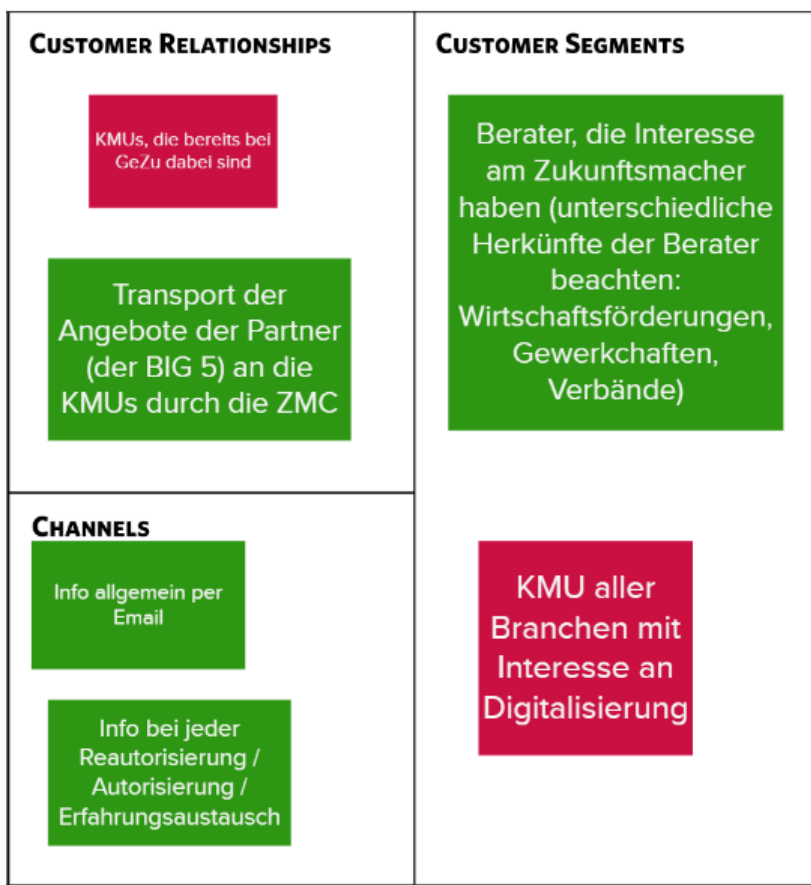 CUSTOMER RELATIONSHIPS
KMUs, die bereits bei
GeZu dabei sind
Transport der
Angebote der Partner
(der BIG 5) an die
KMUs durch die ZMC
CHANNELS
Info allgemein per
Email
Info bei jeder
Reautorisierung /
Autorisierung /
Erfahrungsaustausch
CUSTOMER SEGMENTS
Berater, die Interesse
am Zukunftsmacher
haben (unterschiedliche
Herkünfte der Berater
beachten:
Wirtschaftsförderungen,
Gewerkchaften,
Verbände)
KMU aller
Branchen mit
Interesse an
Digitalisierung